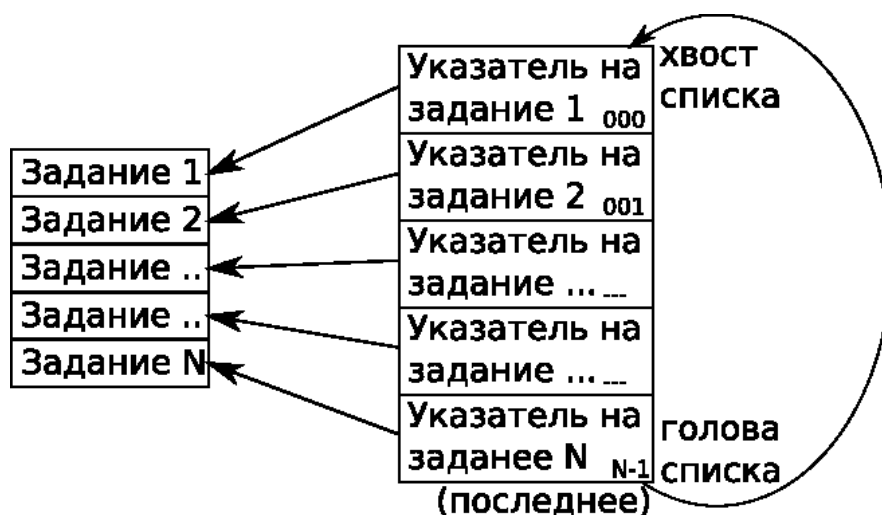 Задание 1
Задание 2
Задание ..
Задание ..
Задание N
Указатель на
задание 1 000
Указатель на
задание 2 001
Указатель на
задание ... ...
Указатель на
задание ... ...
Указатель на
заданее N N-1
(последнее)
хвост
списка
голова
списка